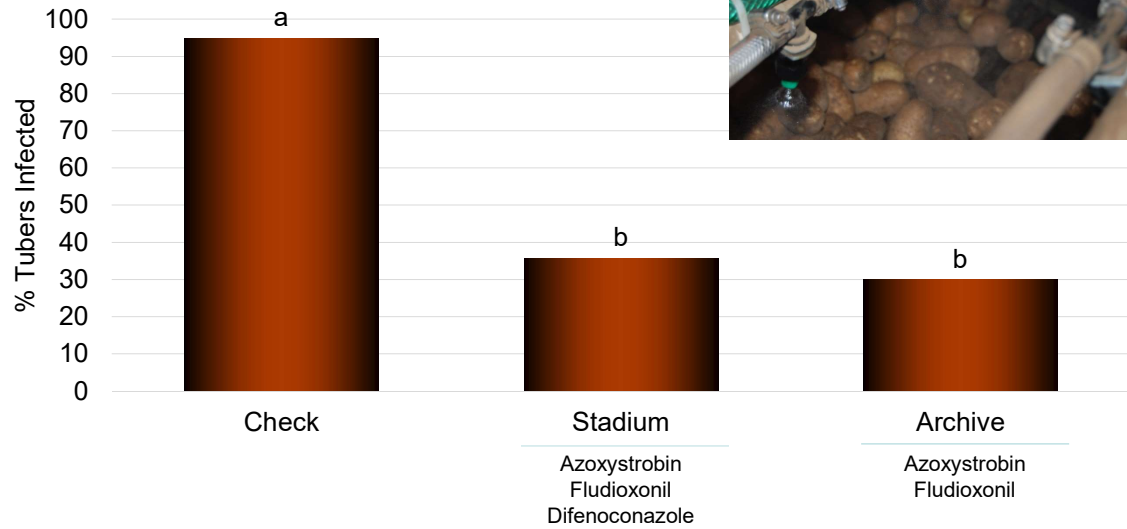 % Tubers Infected
100
90
80
70
60
50
40
30
20
10
0
a
b
b
Check
Stadium
Archive
Azoxystrobin
Fludioxonil
Difenoconazole
Azoxystrobin
Fludioxonil